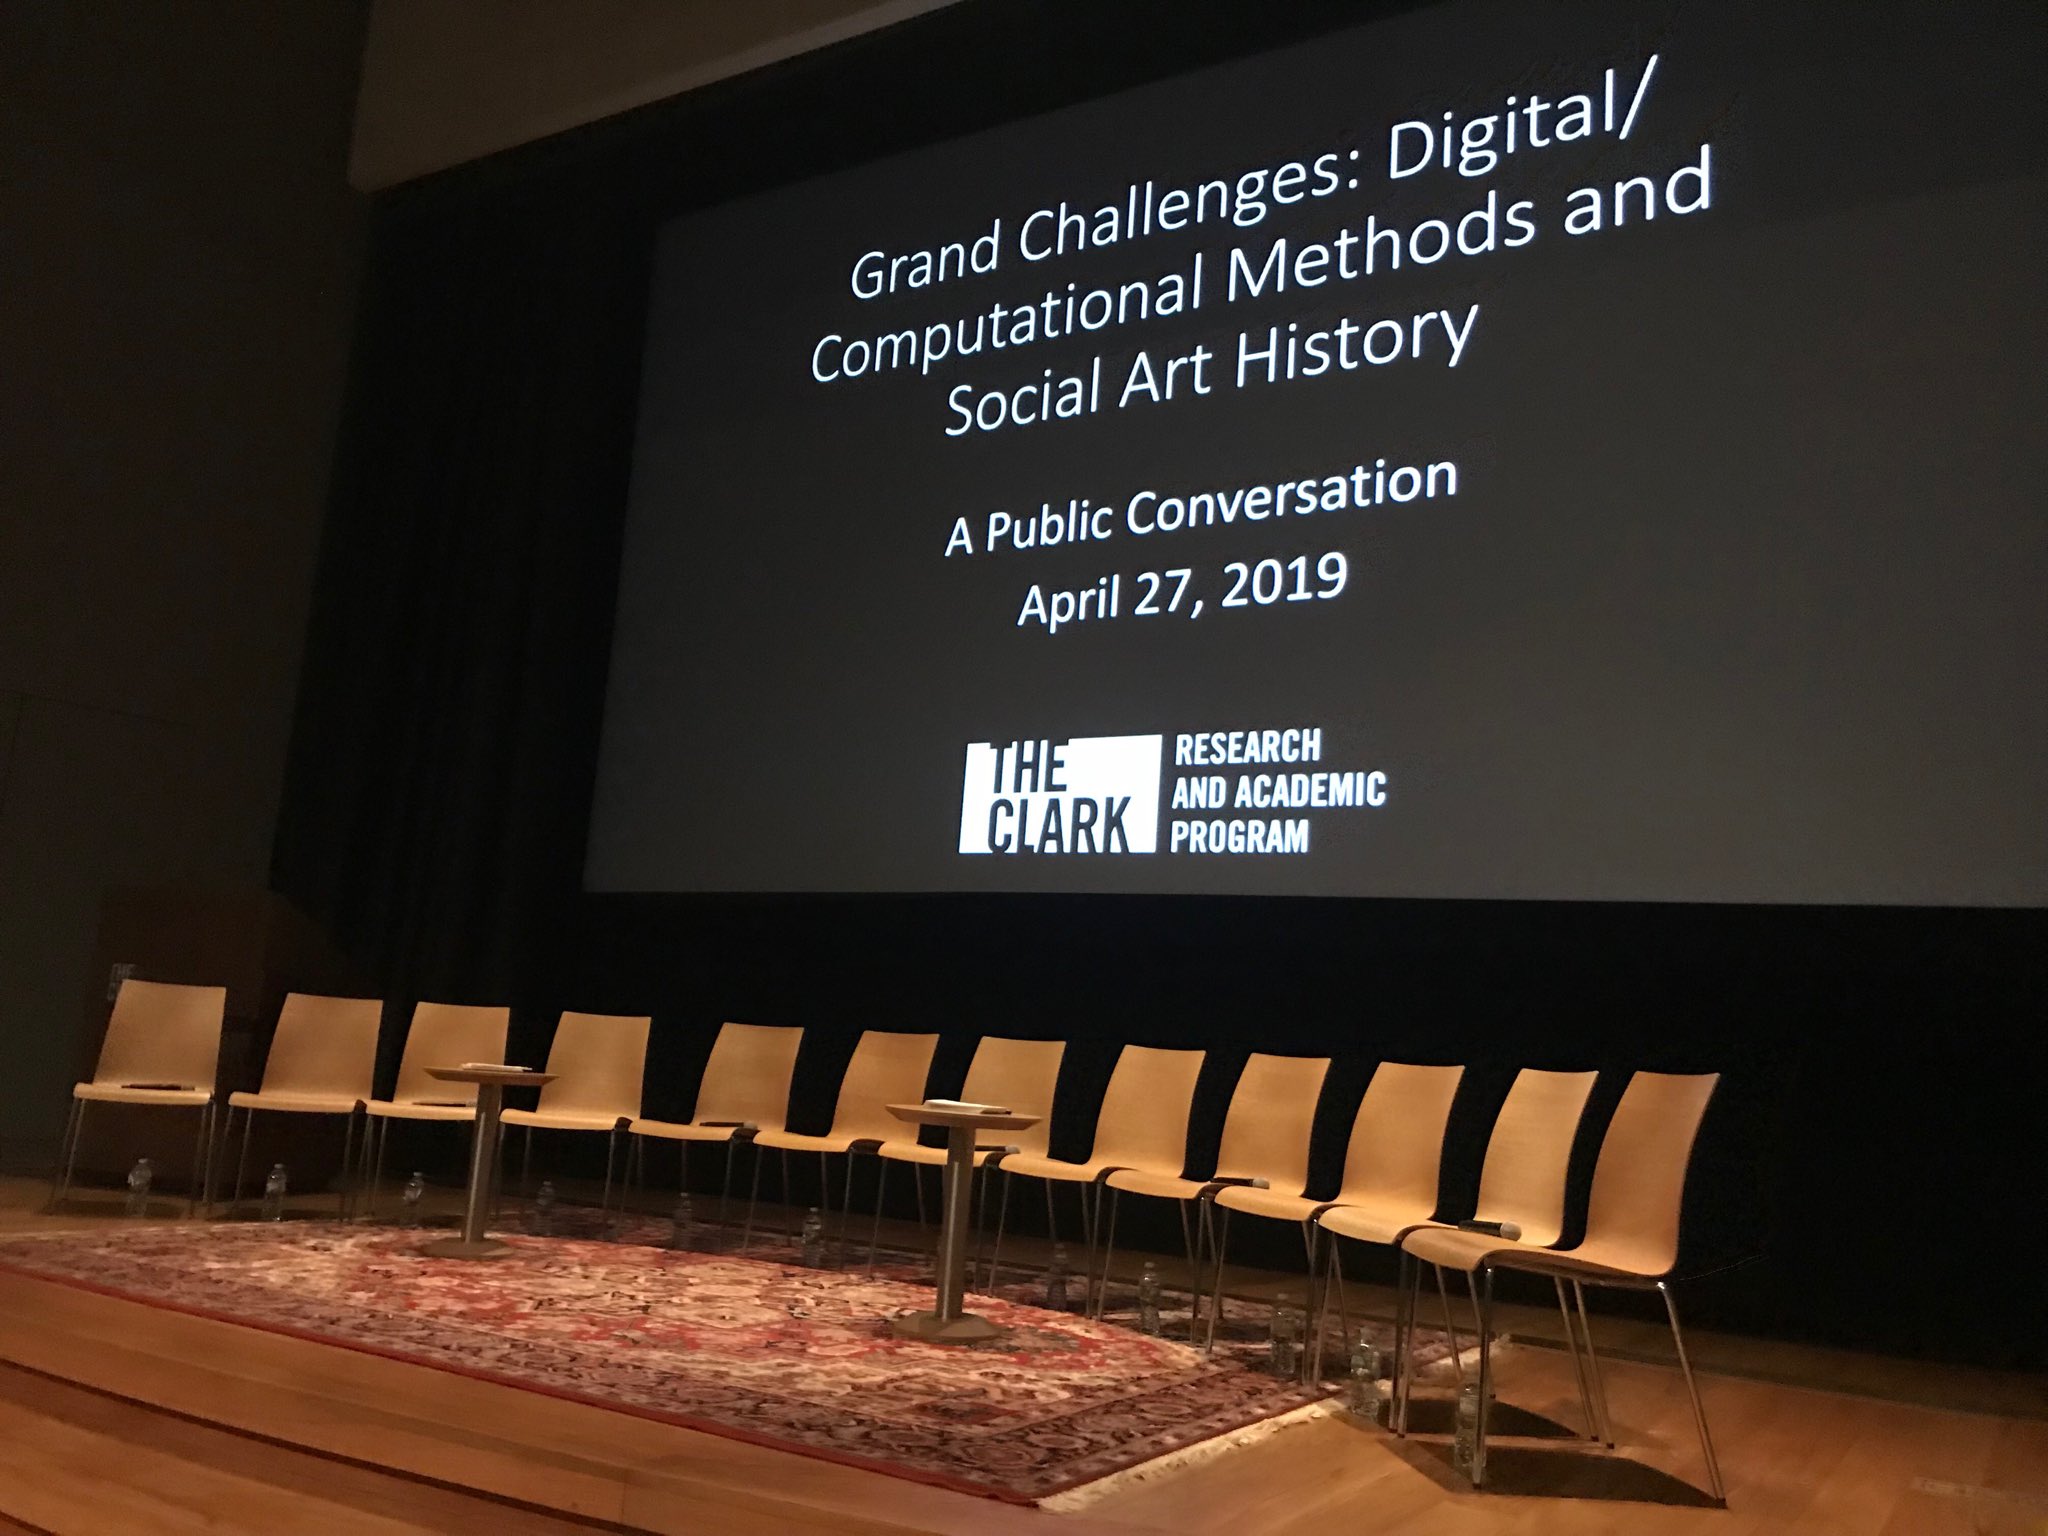 Grand Challenges: Digital/
Computational Methods and
Social Art History
A Public Conversation
April 27, 2019
THE
CLARK
RESEARCH
AND ACADEMIC
PROGRAM